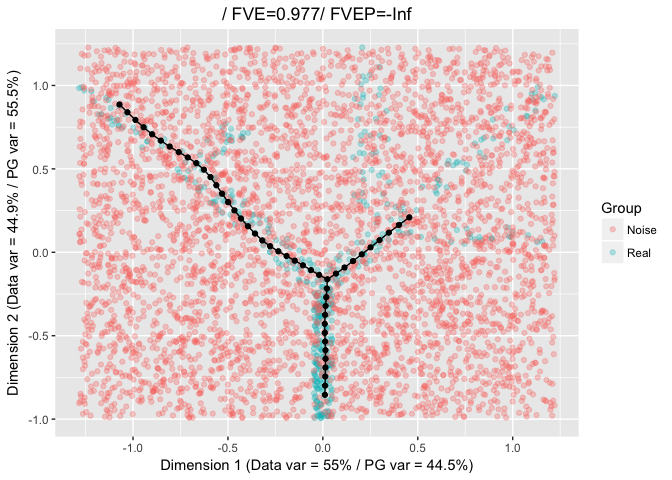 / FVE=0.977/ FVEP=-Inf
Dimension 2 (Data var = 44.9% / PG var = 55.5%)
1.0
0.5
0.0
-0.5
-1.0
-1.0
-0.5
0.0
0.5
1.0
Dimension 1 (Data var = 55% / PG var = 44.5%)
Group
Noise
Real